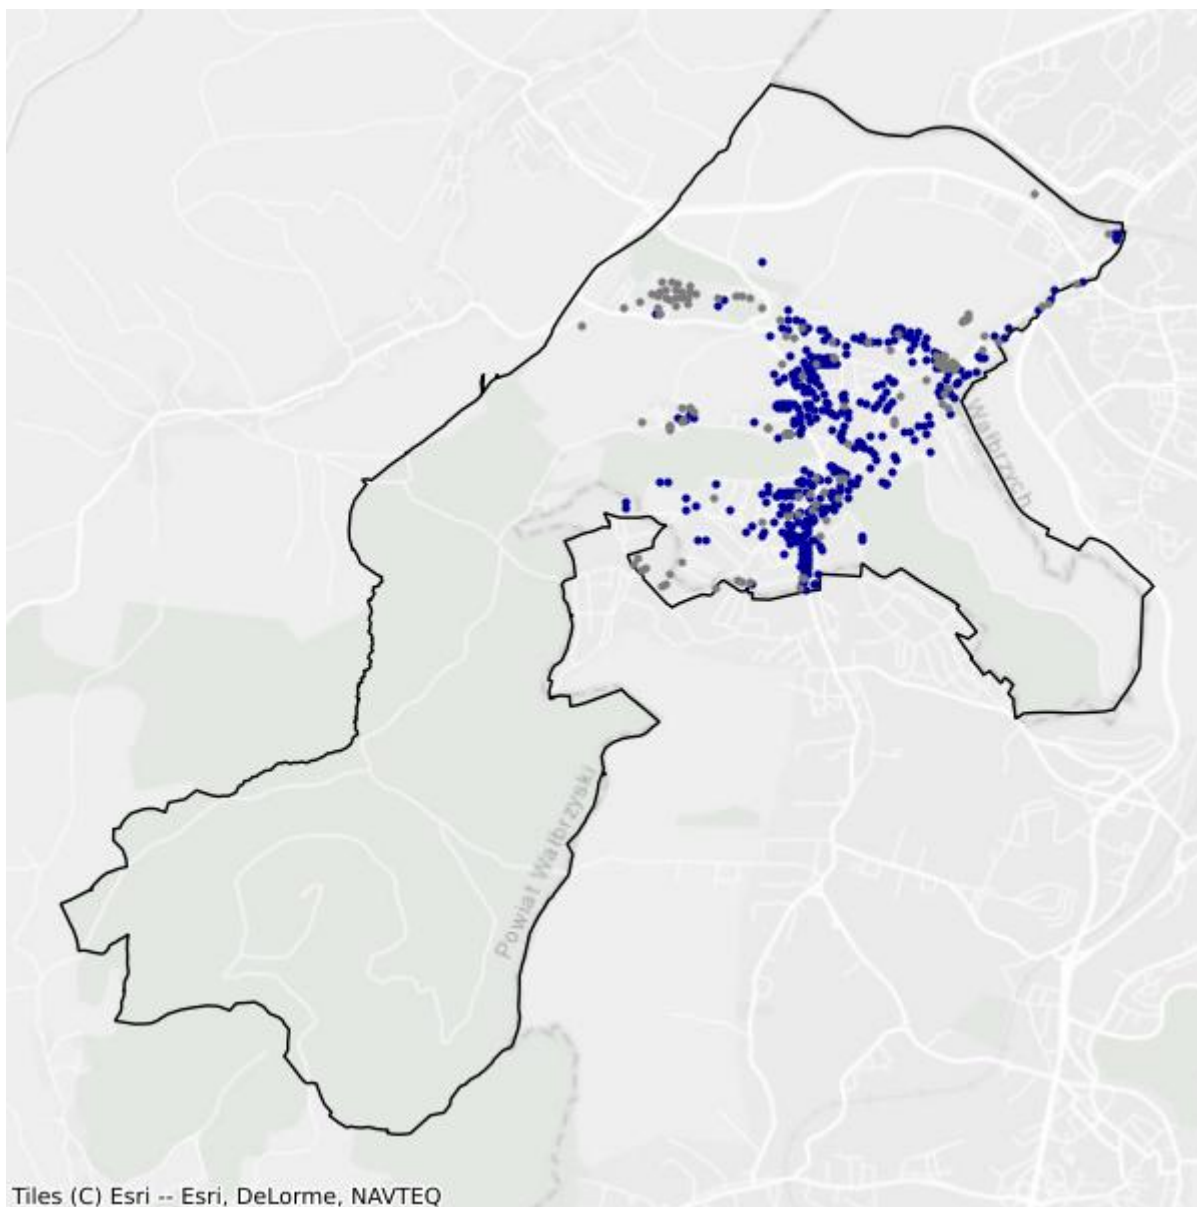 Wałbrzych
Powiat Wałbrzyski
Tiles (C) Esri -- Esri, DeLorme, NAVTEQ